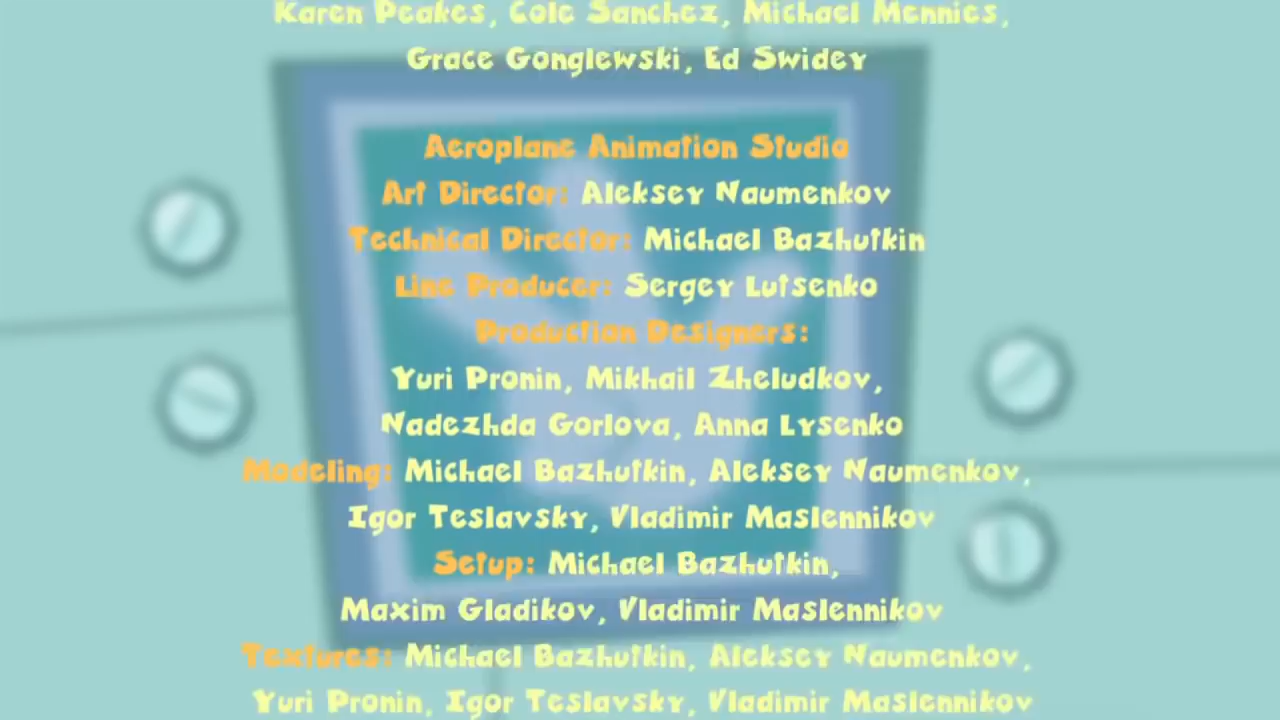 Karen Peakes, Cole Sanchez, Michael Mennies,
Grace Gonglewski, Ed Swidey
Aeroplane Animation Studio
Art Director: Aleksey Naumenkov
Technical Director: Michael Bazhutkin
Line Producer: Sergey Lutsenko
Production Designers:
Yuri Pronin, Mikhail Zheludkov,
Nadezhda Gorlova, Anna Lysenko
Modeling: Michael Bazhutkin, Aleksey Naumenkov,
Igor Teslavsky, Vladimir Maslennikov
Setup: Michael Bazhutkin,
Maxim Gladikov, Vladimir Maslennikov
Textures: Michael Bazhutkin, Aleksey Naumenkov,
Yuri Pronin, Igor Teslavsky, Vladimir Maslennikov